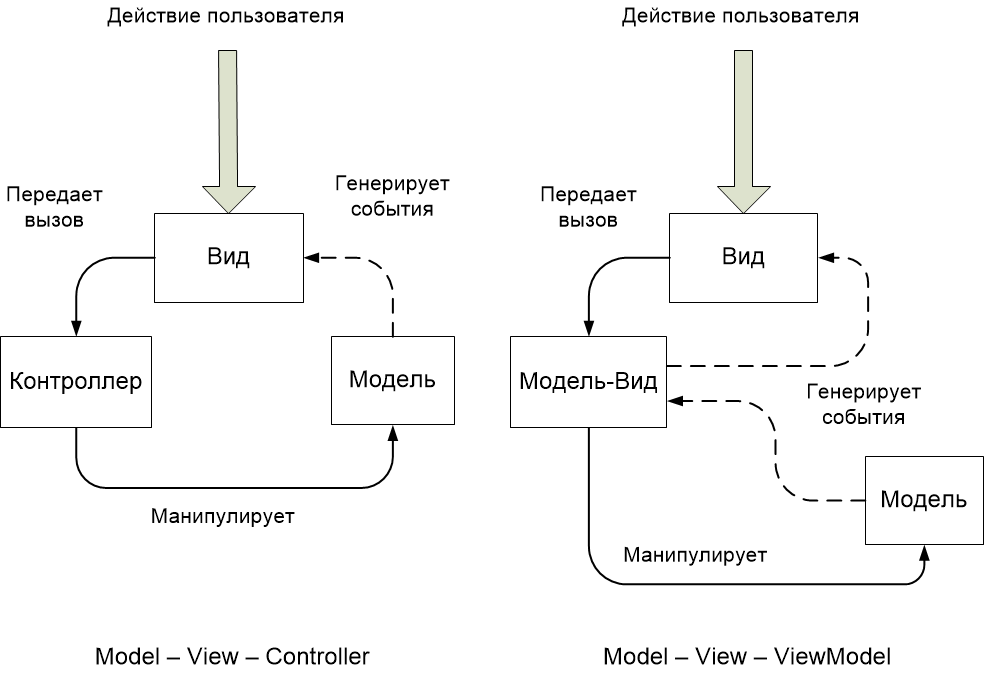 Действие пользователя
Передает
вызов
Генерирует
события
Вид
Контроллер
Модель
Манипулирует
Model – View – Controller
Действие пользователя
Передает
вызов
Вид
Модель-Вид
Генерирует
события
Модель
Манипулирует
Model – View – ViewModel